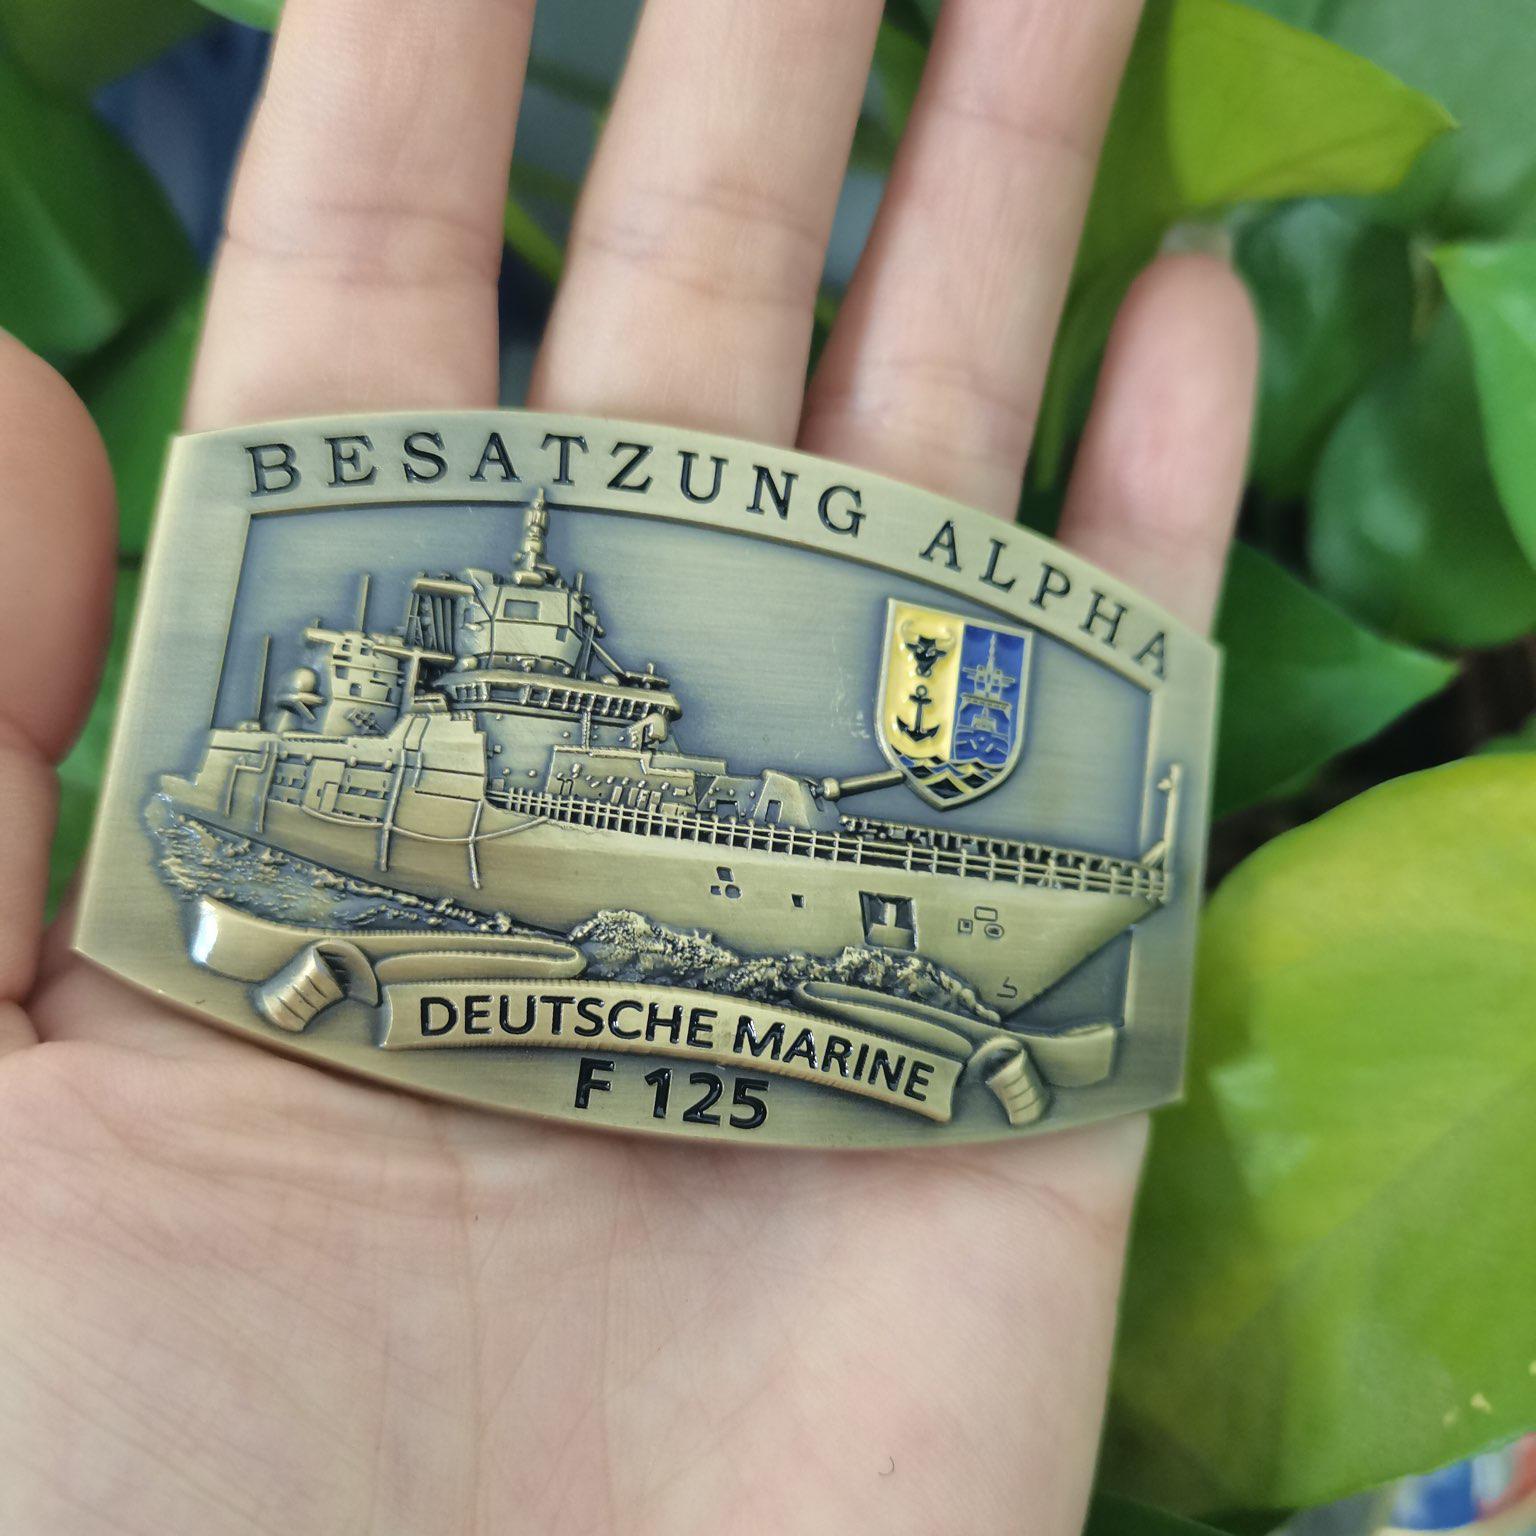 BESATZUNG ALPHA
DEUTSCHE MARINE
F 125